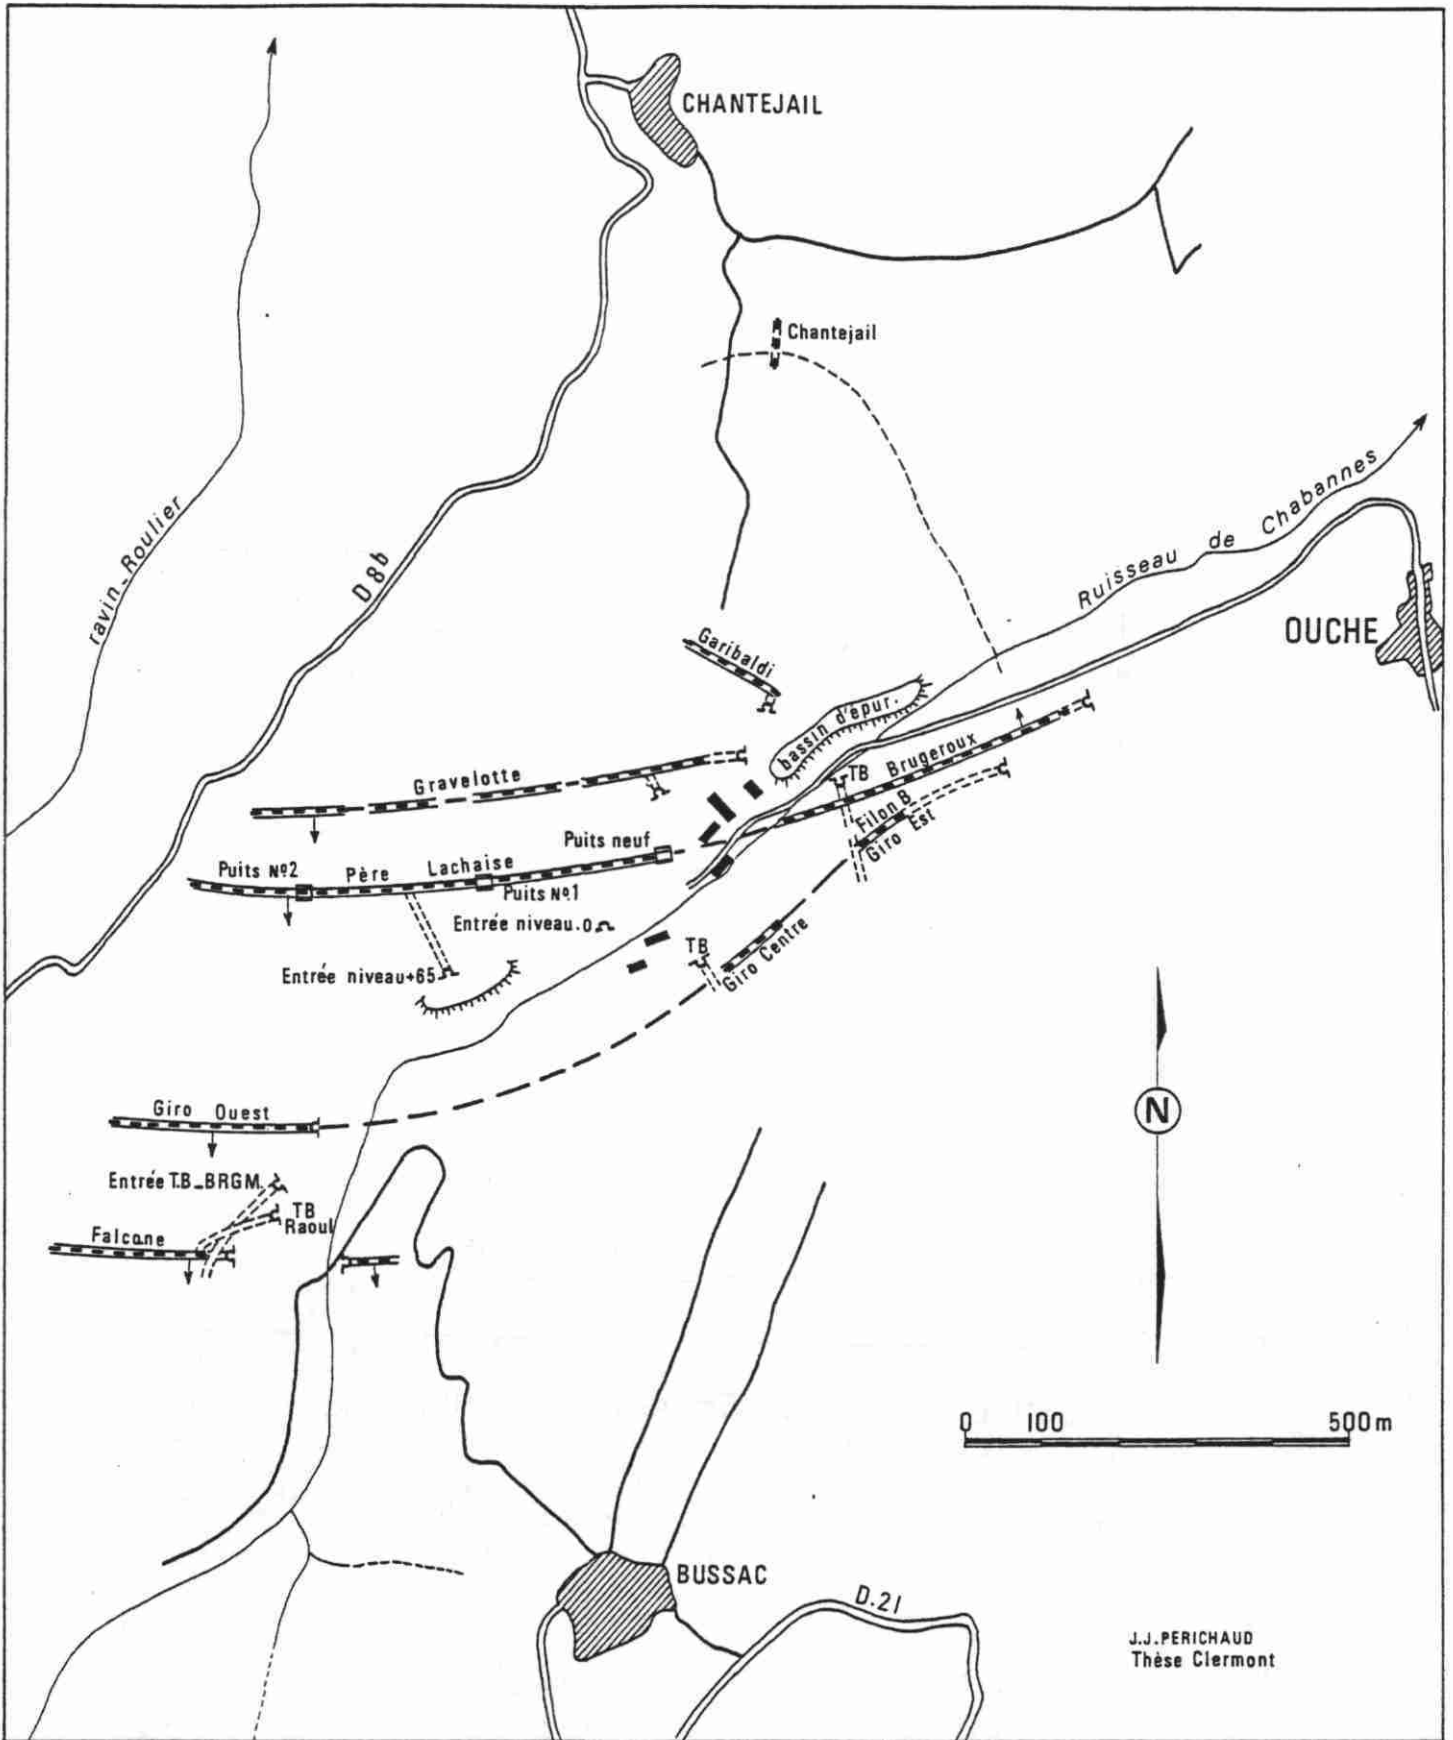 CHANTEJAIL
Chantejail
ravin-Roulier
D 8b
Ruisseau de Chabannes
OUCHE
Garibaldi
bassin d'épur.
Gravelotte
TB
Brugeroux
Filon B
Giro Est
Puits neuf
Puits Nº2
Père Lachaise
Puits Nº1
Entrée niveau.0
TB
Giro Centre
Entrée niveau+65
Giro Ouest
Entrée T.B_BRGM.
TB
Raoul
Falcone
N
0 100 500m
BUSSAC
D.21
J.J.PERICHAUD
Thèse Clermont